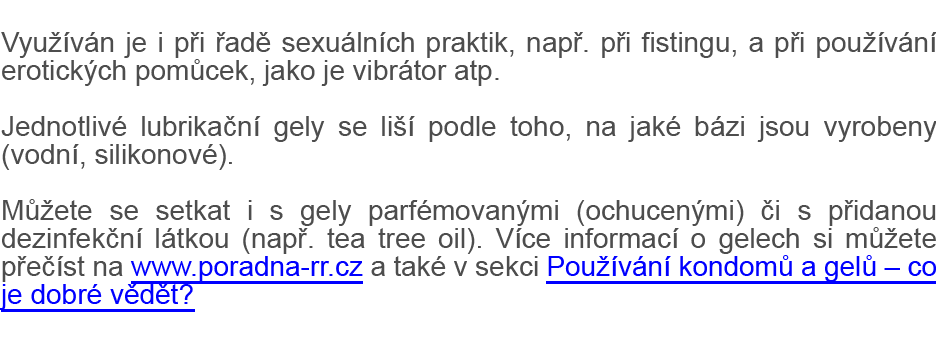 Využíván je i při řadě sexuálních praktik, např. při fistingu, a při používání
erotických pomůcek, jako je vibrátor atp.
Jednotlivé lubrikační gely se liší podle toho, na jaké bázi jsou vyrobeny
(vodní, silikonové).
Můžete se setkat i s gely parfémovanými (ochucenými) či s přidanou
dezinfekční látkou (např. tea tree oil). Více informací o gelech si můžete
přečíst na www.poradna-rr.cz a také v sekci Používání kondomů a gelů – co
je dobré vědět?